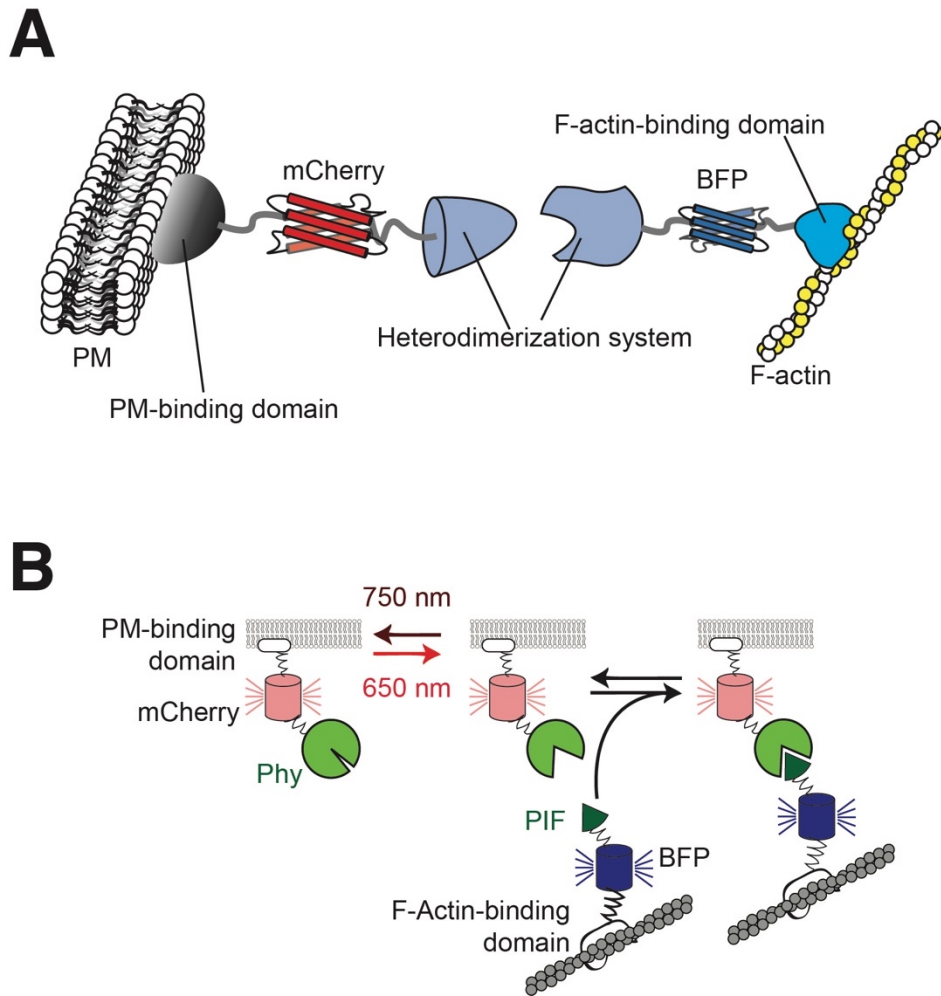 A
F-actin-binding domain
mCherry
BFP
Heterodimerization system
PM
F-actin
PM-binding domain
B
750 nm
PM-binding
domain
650 nm
mCherry
Phy
PIF
BFP
F-Actin-binding
domain